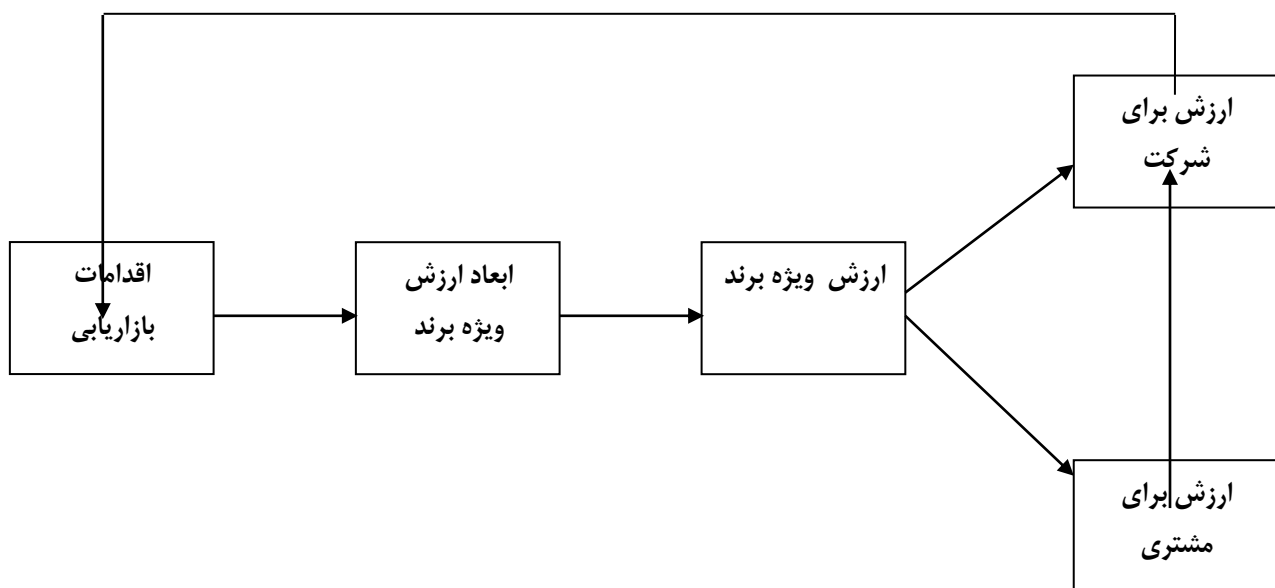 ارزش برای
شرکت
اقدامات
بازاریابی
ابعاد ارزش
ویژه برند
ارزش ویژه برند
ارزش برای
مشتری